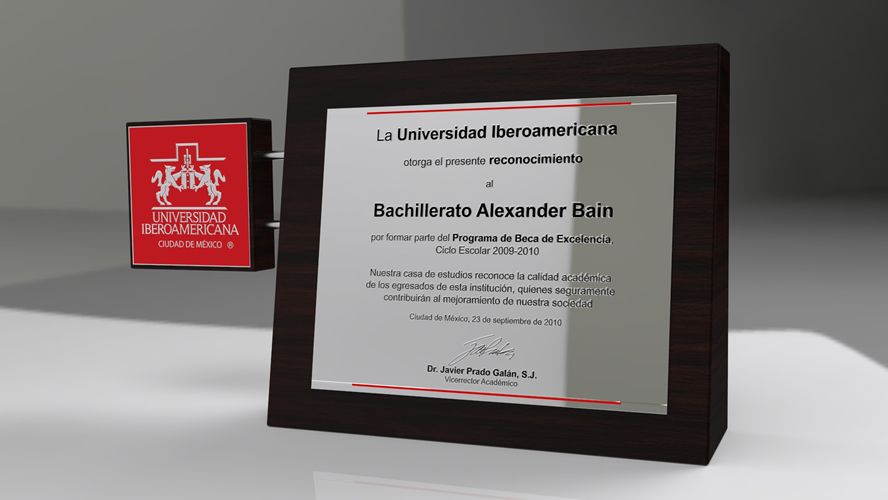 UNIVERSIDAD
IBEROAMERICANA
CIUDAD DE MÉXICO ®
La Universidad Iberoamericana
otorga el presente reconocimiento
al
Bachillerato Alexander Bain
por formar parte del Programa de Beca de Excelencia,
Ciclo Escolar 2009-2010
Nuestra casa de estudios reconoce la calidad académica
de los egresados de esta institución, quienes seguramente
contribuirán al mejoramiento de nuestra sociedad
Ciudad de México, 23 de septiembre de 2010
Dr. Javier Prado Galán, S.J.
Vicerrector Académico